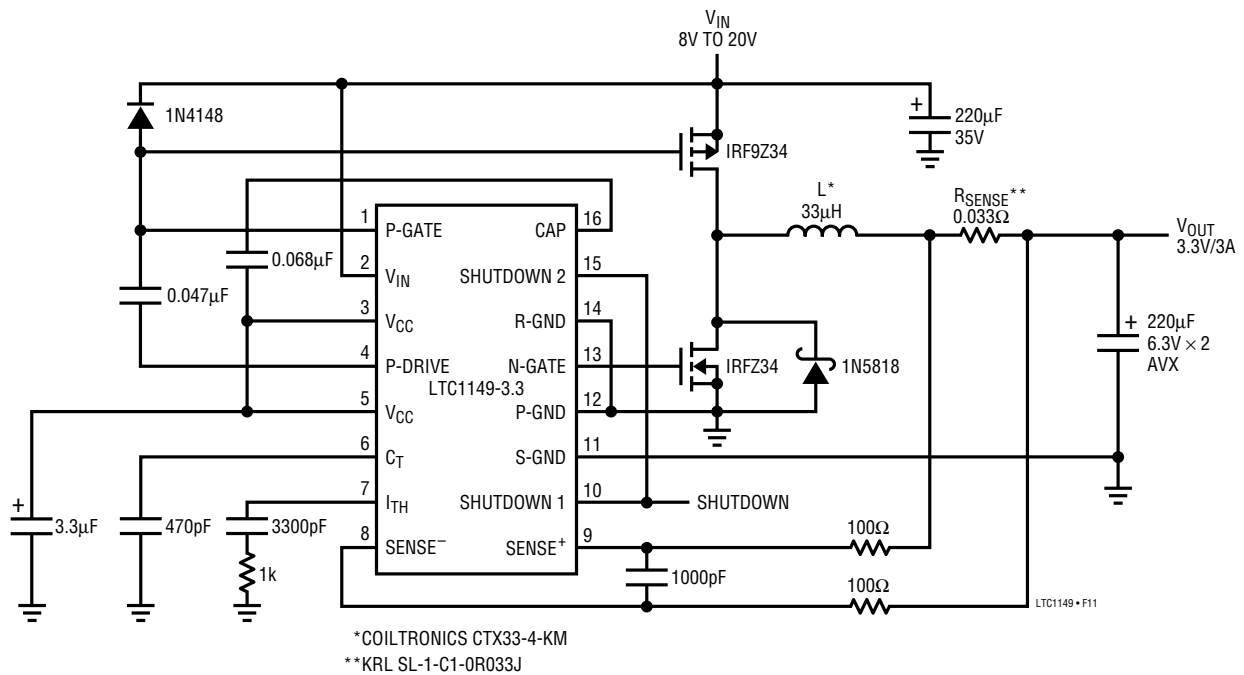 VIN
8V TO 20V
1N4148
+
220µF
35V
IRF9Z34
L*
33µH
RSENSE**
0.033Ω
VOUT
3.3V/3A
1
P-GATE
CAP
16
0.068µF
2
VIN
SHUTDOWN 2
15
0.047µF
3
VCC
R-GND
14
4
P-DRIVE
N-GATE
13
LTC1149-3.3
IRFZ34
1N5818
+
220µF
6.3V × 2
AVX
5
VCC
P-GND
12
6
CT
S-GND
11
7
ITH
SHUTDOWN 1
10
SHUTDOWN
+
3.3µF
470pF
3300pF
8
SENSE−
SENSE+
9
100Ω
1k
1000pF
100Ω
LTC1149 • F11
*COILTRONICS CTX33-4-KM
**KRL SL-1-C1-0R033J